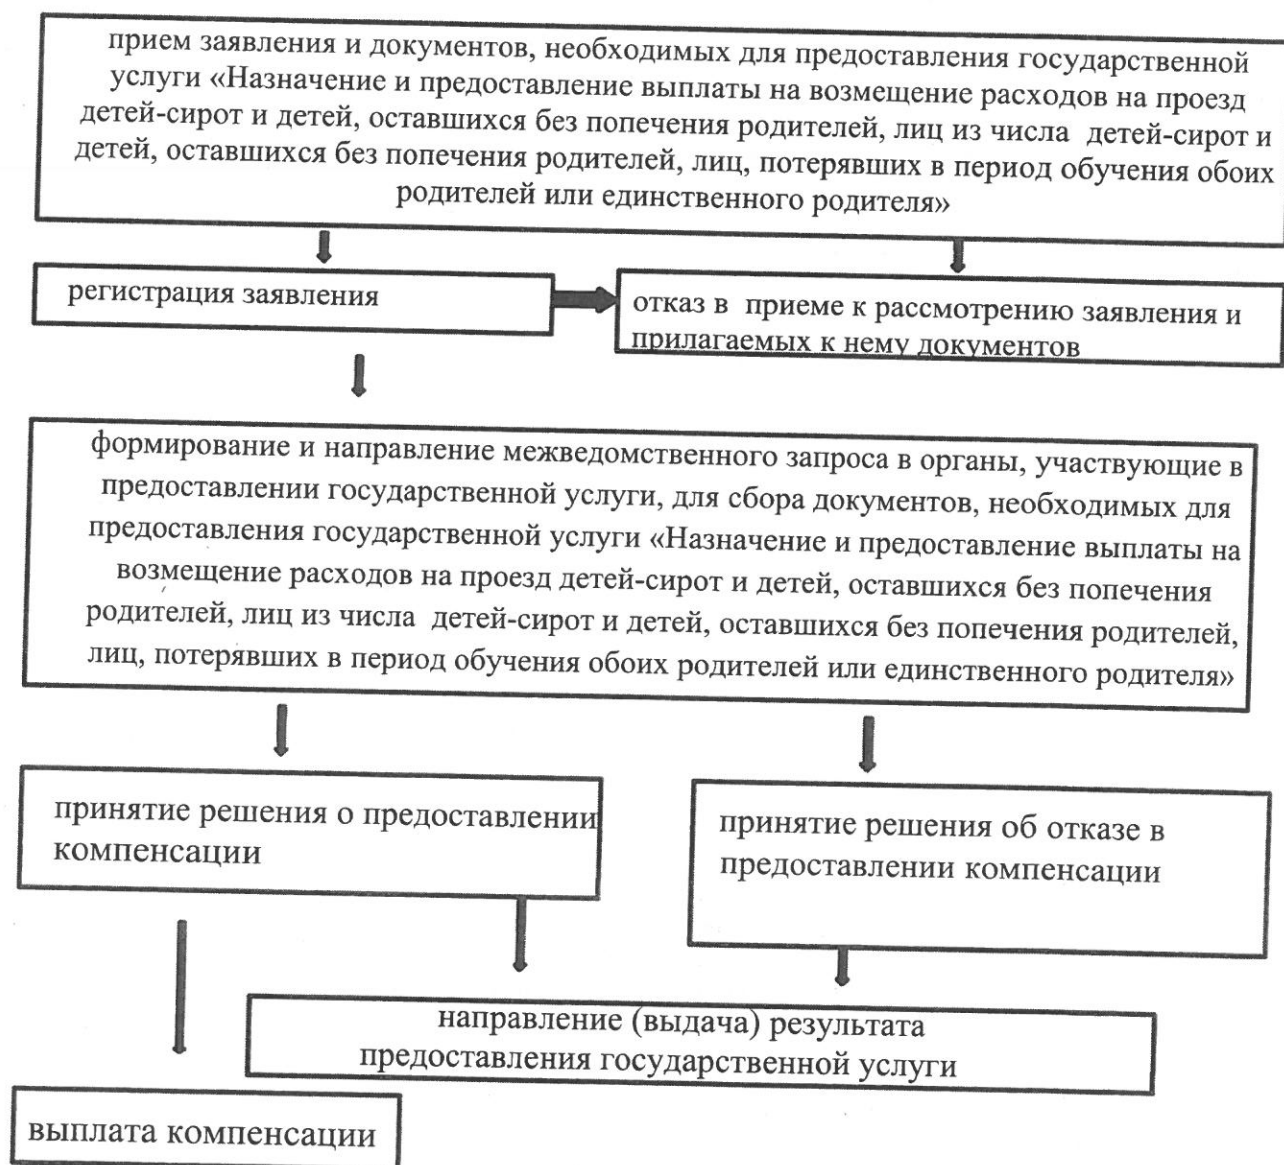 прием заявления и документов, необходимых для предоставления государственной
услуги «Назначение и предоставление выплаты на возмещение расходов на проезд
детей-сирот и детей, оставшихся без попечения родителей, лиц из числа детей-сирот и
детей, оставшихся без попечения родителей, лиц, потерявших в период обучения обоих
родителей или единственного родителя»
регистрация заявления
отказ в приеме к рассмотрению заявления и
прилагаемых к нему документов
формирование и направление межведомственного запроса в органы, участвующие в
предоставлении государственной услуги, для сбора документов, необходимых для
предоставления государственной услуги «Назначение и предоставление выплаты на
возмещение расходов на проезд детей-сирот и детей, оставшихся без попечения
родителей, лиц из числа детей-сирот и детей, оставшихся без попечения родителей,
лиц, потерявших в период обучения обоих родителей или единственного родителя»
принятие решения о предоставлении
компенсации
принятие решения об отказе в
предоставлении компенсации
направление (выдача) результата
предоставления государственной услуги
выплата компенсации